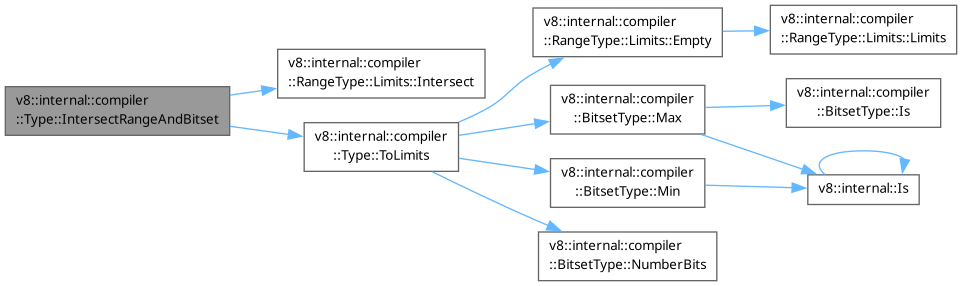 v8::internal::compiler
::Type::IntersectRangeAndBitset
v8::internal::compiler
::RangeType::Limits::Intersect
v8::internal::compiler
::Type::ToLimits
v8::internal::compiler
::RangeType::Limits::Empty
v8::internal::compiler
::BitsetType::Max
v8::internal::compiler
::BitsetType::Min
v8::internal::compiler
::BitsetType::NumberBits
v8::internal::compiler
::RangeType::Limits::Limits
v8::internal::compiler
::BitsetType::Is
v8::internal::Is